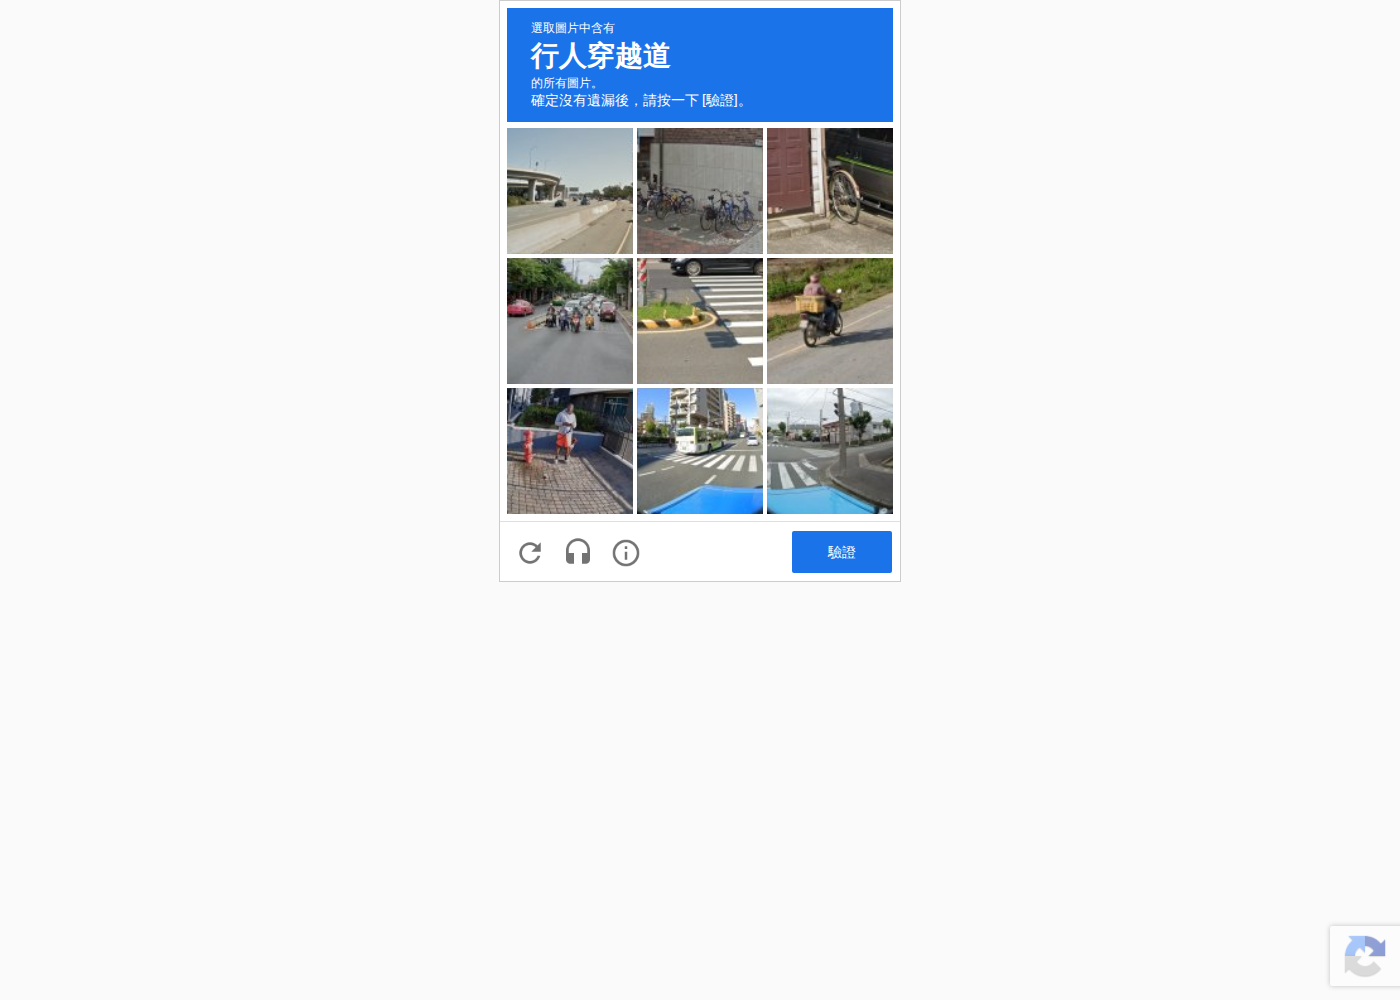 選取圖片中含有
行人穿越道
的所有圖片。
確定沒有遺漏後，請按一下 [驗證]。
驗證